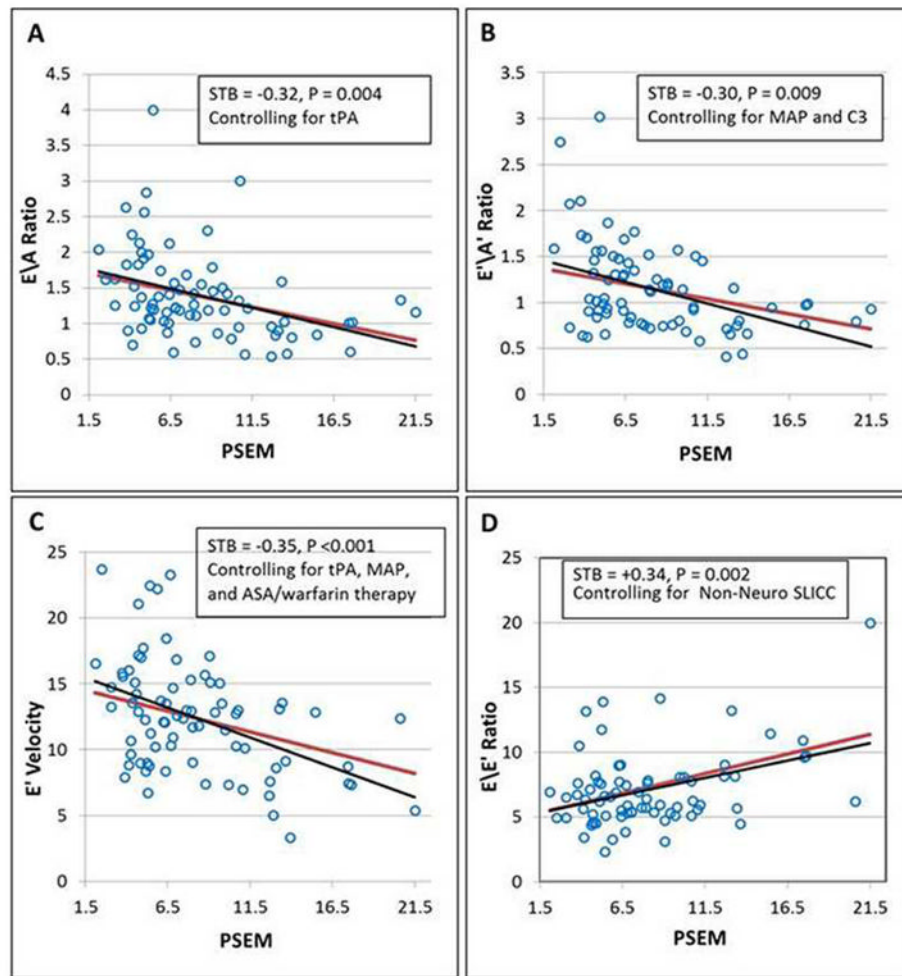 A
STB = -0.32, P = 0.004
Controlling for tPA
E\A Ratio
4.5
4
3.5
3
2.5
2
1.5
1
0.5
0
1.5 6.5 11.5 16.5 21.5
PSEM
B
STB = -0.30, P = 0.009
Controlling for MAP and C3
E'\A' Ratio
3.5
3
2.5
2
1.5
1
0.5
0
1.5 6.5 11.5 16.5 21.5
PSEM
C
STB = -0.35, P <0.001
Controlling for tPA, MAP,
and ASA/warfarin therapy
E' Velocity
25
20
15
10
5
0
1.5 6.5 11.5 16.5 21.5
PSEM
D
STB = +0.34, P = 0.002
Controlling for Non-Neuro SLICC
E\E' Ratio
25
20
15
10
5
0
1.5 6.5 11.5 16.5 21.5
PSEM